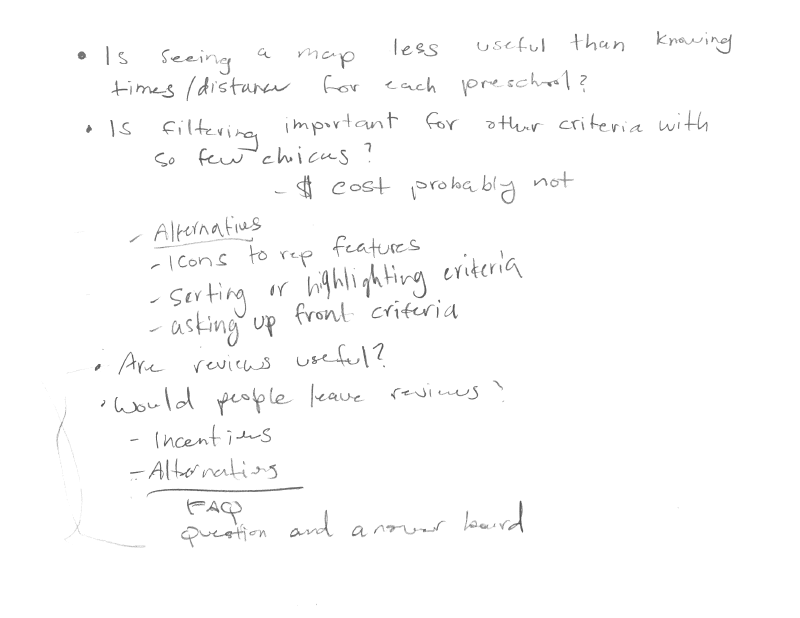 • Is seeing a map less useful than knowing
times/distance for each preschool?
• Is filtering important for other criteria with
so few choices?
- $ cost probably not
- Alternatives
- Icons to rep features
- Sorting or highlighting criteria
- asking up front criteria
• Are reviews useful?
• Would people leave reviews?
- Incentives
- Alternatives
FAQ
question and answer board